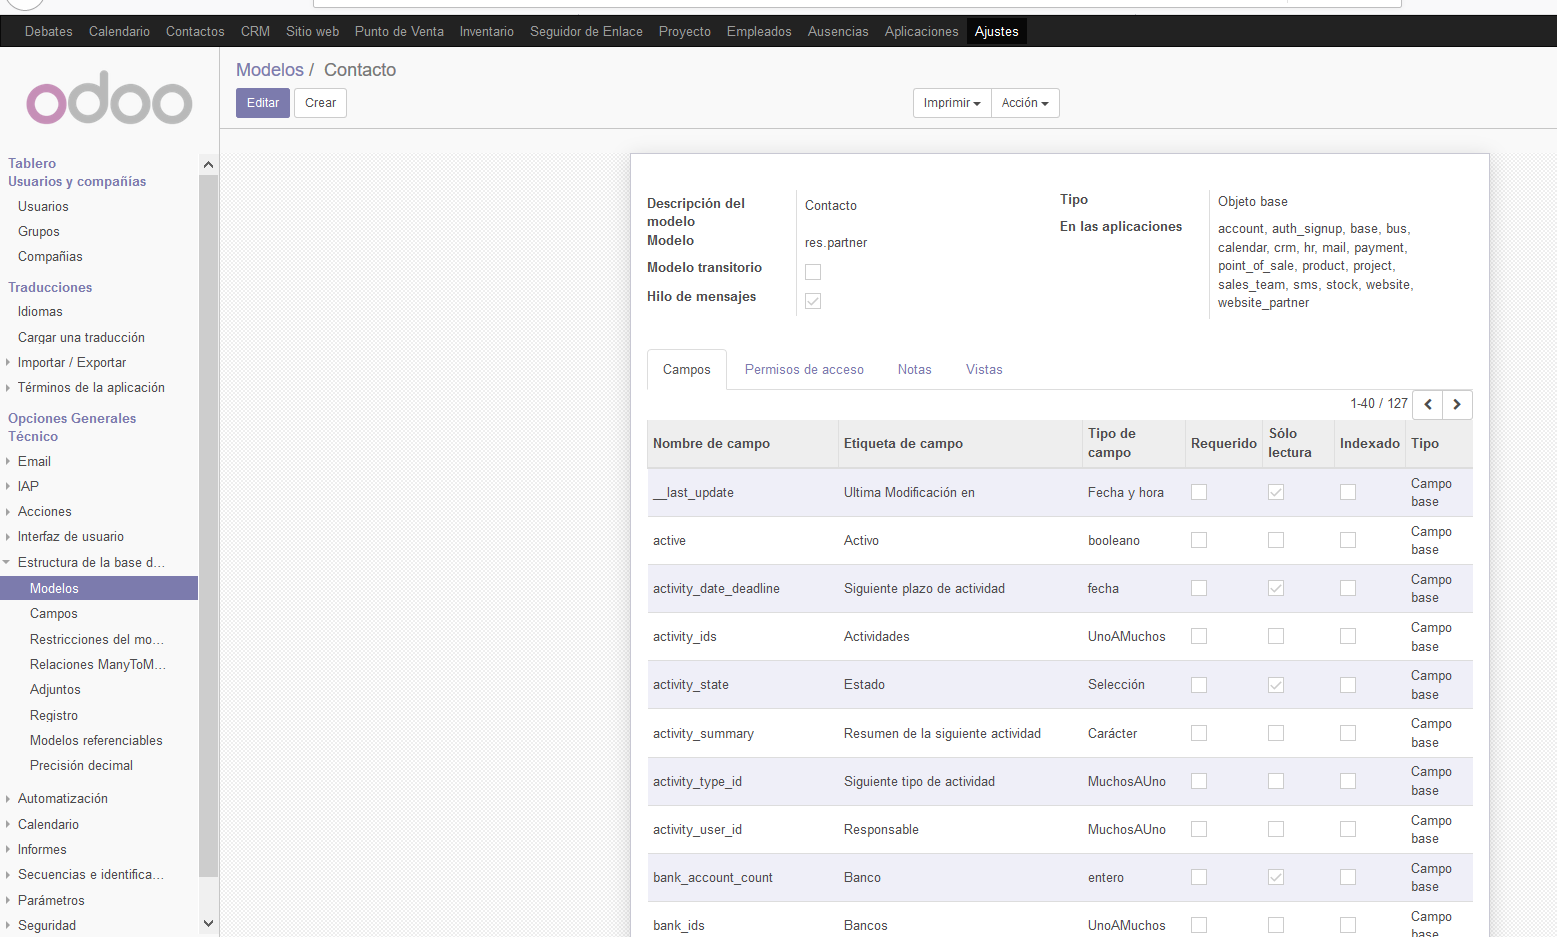 Debates Calendario Contactos CRM Sitio web Punto de Venta Inventario Seguidor de Enlace Proyecto Empleados Ausencias Aplicaciones Ajustes
odoo
Tablero
Usuarios y compañías
Usuarios
Grupos
Compañías
Traducciones
Idiomas
Cargar una traducción
Importar / Exportar
Términos de la aplicación
Opciones Generales
Técnico
Email
IAP
Acciones
Interfaz de usuario
Estructura de la base d...
Modelos
Campos
Restricciones del mo...
Relaciones ManyToM...
Adjuntos
Registro
Modelos referenciables
Precisión decimal
Automatización
Calendario
Informes
Secuencias e identifica...
Parámetros
Seguridad
Modelos / Contacto
Editar Crear Imprimir Acción
Descripción del modelo Contacto
Modelo res.partner
Modelo transitorio
Hilo de mensajes
Tipo Objeto base
En las aplicaciones account, auth_signup, base, bus,
calendar, crm, hr, mail, payment,
point_of_sale, product, project,
sales_team, sms, stock, website,
website_partner
Campos Permisos de acceso Notas Vistas
1-40 / 127
Nombre de campo Etiqueta de campo Tipo de campo Requerido Sólo lectura Indexado Tipo
__last_update Ultima Modificación en Fecha y hora Campo base
active Activo booleano Campo base
activity_date_deadline Siguiente plazo de actividad fecha Campo base
activity_ids Actividades UnoAMuchos Campo base
activity_state Estado Selección Campo base
activity_summary Resumen de la siguiente actividad Carácter Campo base
activity_type_id Siguiente tipo de actividad MuchosAUno Campo base
activity_user_id Responsable MuchosAUno Campo base
bank_account_count Banco entero Campo base
bank_ids Bancos UnoAMuchos Campo base